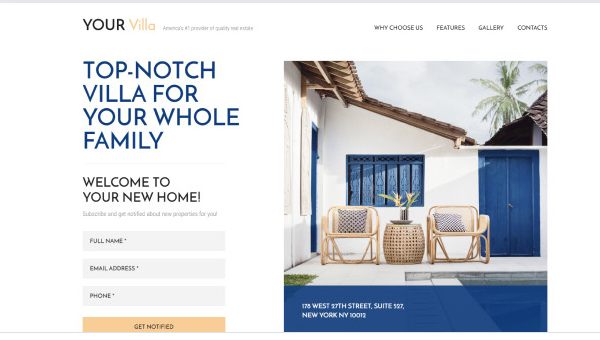 YOUR Villa
America's #1 provider of quality real estate
WHY CHOOSE US
FEATURES
GALLERY
CONTACTS
TOP-NOTCH
VILLA FOR
YOUR WHOLE
FAMILY
WELCOME TO
YOUR NEW HOME!
Subscribe and get notified about new properties for you!
FULL NAME *
EMAIL ADDRESS *
PHONE *
GET NOTIFIED
178 WEST 27TH STREET, SUITE 527,
NEW YORK NY 10012